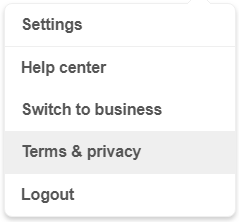 Settings
Help center
Switch to business
Terms & privacy
Logout